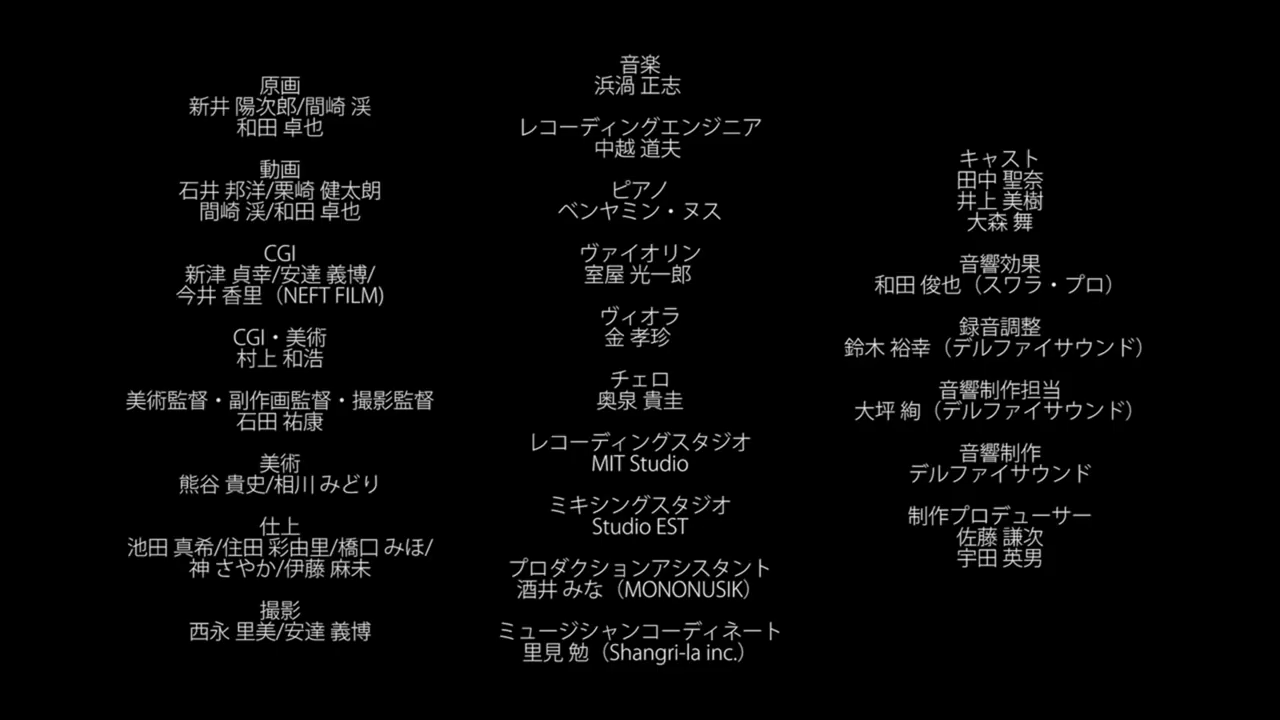 原画
新井 陽次郎/間崎 渓
和田 卓也
動画
石井 邦洋/栗崎 健太朗
間崎 渓/和田 卓也
CGI
新津 貞幸/安達 義博/
今井 香里（NEFT FILM)
CGI・美術
村上 和浩
美術監督・副作画監督・撮影監督
石田 祐康
美術
熊谷 貴史/相川 みどり
仕上
池田 真希/住田 彩由里/橋口 みほ/
神 さやか/伊藤 麻未
撮影
西永 里美/安達 義博
音楽
浜渦 正志
レコーディングエンジニア
中越 道夫
ピアノ
ベンヤミン・ヌス
ヴァイオリン
室屋 光一郎
ヴィオラ
金 孝珍
チェロ
奥泉 貴圭
レコーディングスタジオ
MIT Studio
ミキシングスタジオ
Studio EST
プロダクションアシスタント
酒井 みな（MONONUSIK）
ミュージシャンコーディネート
里見 勉（Shangri-la inc.）
キャスト
田中 聖奈
井上 美樹
大森 舞
音響効果
和田 俊也（スワラ・プロ）
録音調整
鈴木 裕幸（デルファイサウンド）
音響制作担当
大坪 絢（デルファイサウンド）
音響制作
デルファイサウンド
制作プロデューサー
佐藤 謙次
宇田 英男